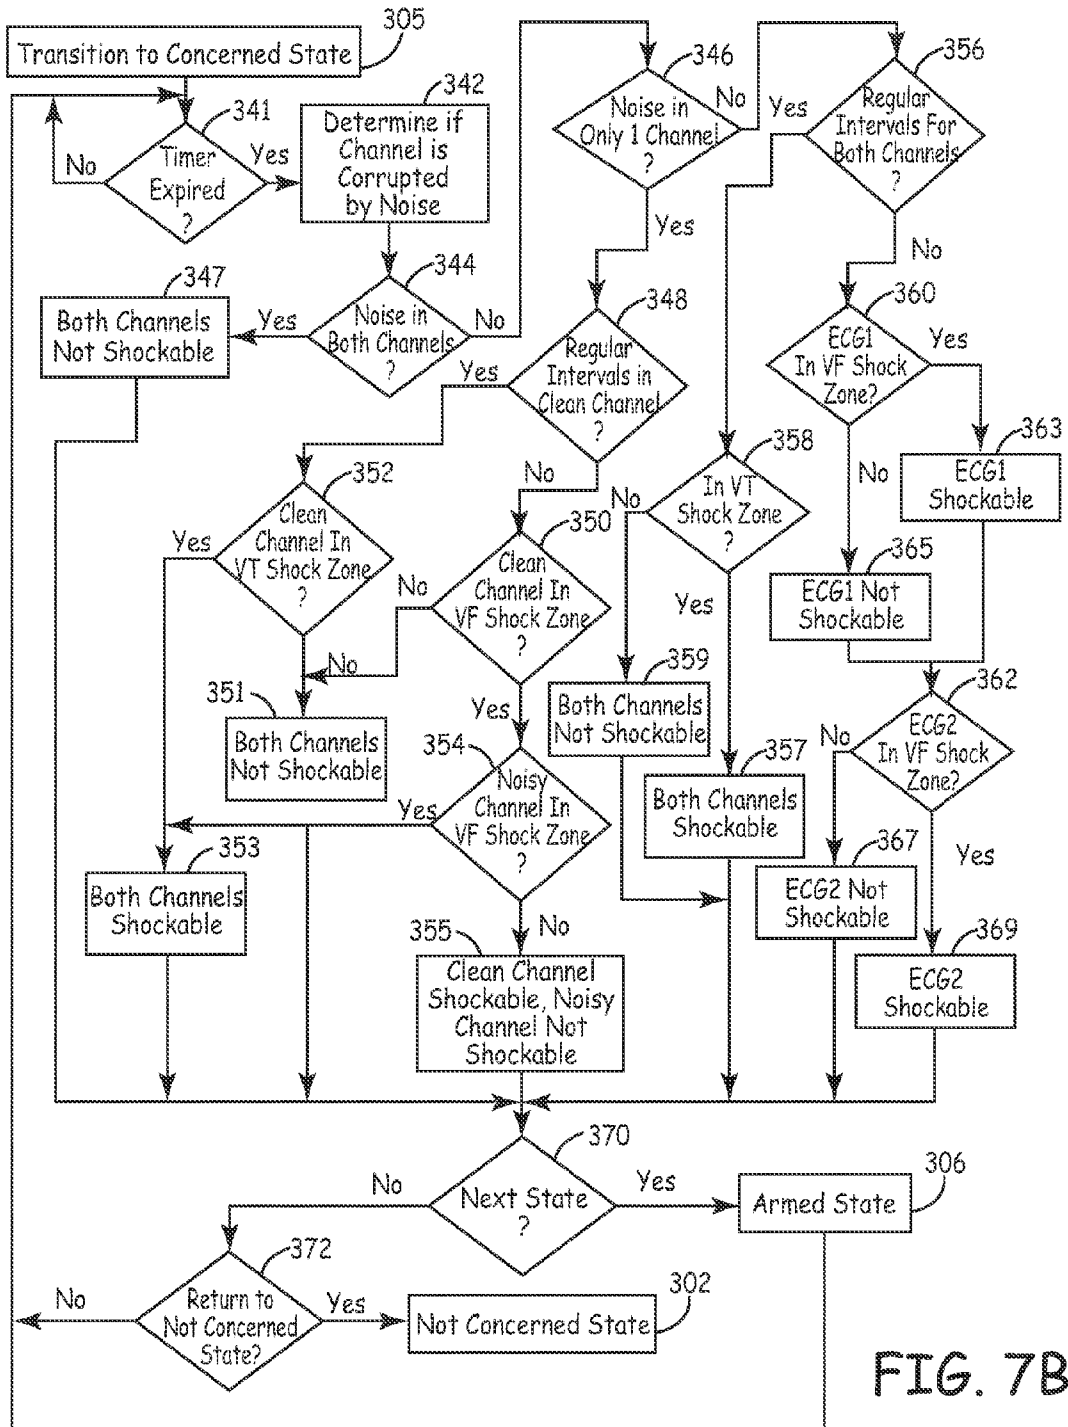 305
Transition to Concerned State
341
Timer
Expired
?
No
Yes
342
Determine if
Channel is
Corrupted
by Noise
344
Noise in
Both Channels
?
Yes
No
347
Both Channels
Not Shockable
346
Noise in
Only 1 Channel
?
No
Yes
356
Regular
Intervals For
Both Channels
?
Yes
No
348
Regular
Intervals in
Clean Channel
?
Yes
No
360
ECG1
In VF Shock
Zone?
Yes
No
363
ECG1
Shockable
365
ECG1 Not
Shockable
352
Clean
Channel In
VT Shock Zone
?
Yes
No
350
Clean
Channel In
VF Shock Zone
?
No
Yes
358
In VT
Shock Zone
?
No
Yes
351
Both Channels
Not Shockable
359
Both Channels
Not Shockable
362
ECG2
In VF Shock
Zone?
No
Yes
354
Noisy
Channel In
VF Shock Zone
?
Yes
No
357
Both Channels
Shockable
353
Both Channels
Shockable
367
ECG2 Not
Shockable
369
ECG2
Shockable
355
Clean Channel
Shockable, Noisy
Channel Not
Shockable
370
Next State
?
No
Yes
306
Armed State
372
Return to
Not Concerned
State?
No
Yes
302
Not Concerned State
FIG. 7B